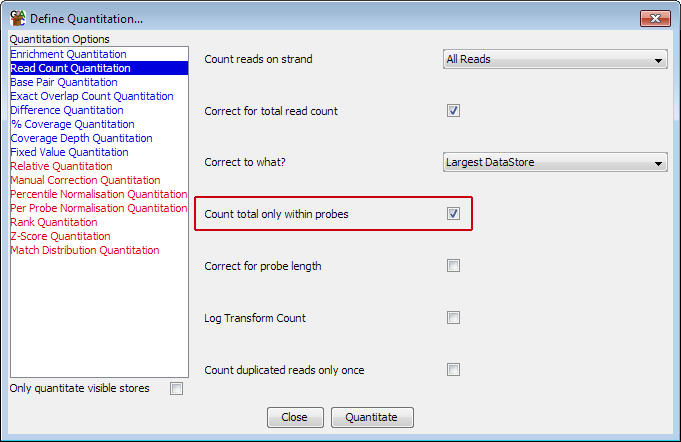 Define Quantitation...
Quantitation Options
Enrichment Quantitation
Read Count Quantitation
Base Pair Quantitation
Exact Overlap Count Quantitation
Difference Quantitation
% Coverage Quantitation
Coverage Depth Quantitation
Fixed Value Quantitation
Relative Quantitation
Manual Correction Quantitation
Percentile Normalisation Quantitation
Per Probe Normalisation Quantitation
Rank Quantitation
Z-Score Quantitation
Match Distribution Quantitation
Only quantitate visible stores
Count reads on strand
All Reads
Correct for total read count
Correct to what?
Largest DataStore
Count total only within probes
Correct for probe length
Log Transform Count
Count duplicated reads only once
Close
Quantitate